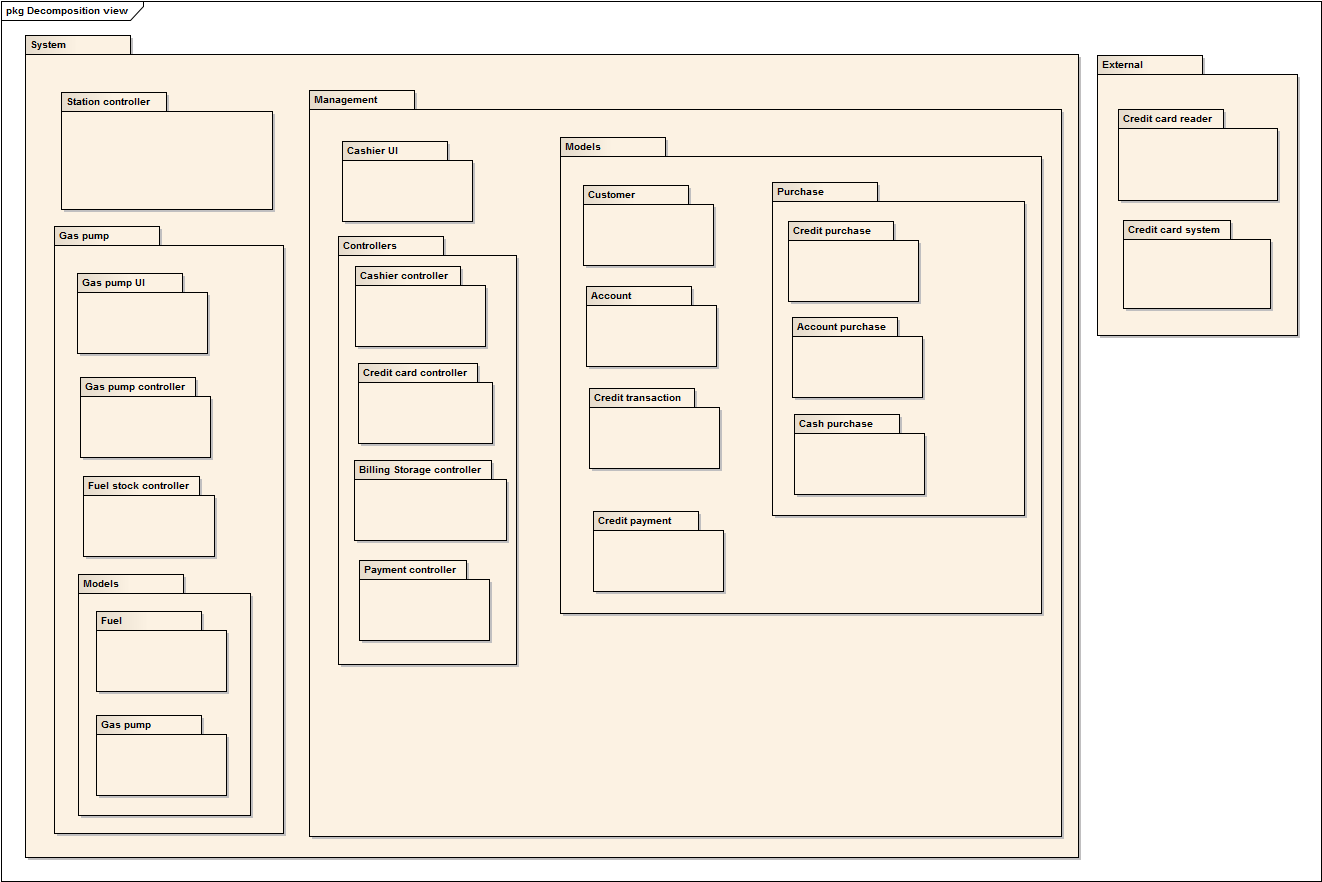 pkg Decomposition view
System
Station controller
Gas pump
Gas pump UI
Gas pump controller
Fuel stock controller
Models
Fuel
Gas pump
Management
Cashier UI
Controllers
Cashier controller
Credit card controller
Billing Storage controller
Payment controller
Models
Customer
Account
Credit transaction
Credit payment
Purchase
Credit purchase
Account purchase
Cash purchase
External
Credit card reader
Credit card system